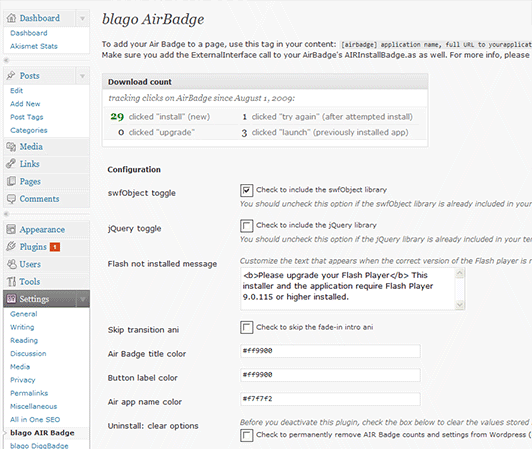 Dashboard
Dashboard
Akismet Stats
Posts
Edit
Add New
Post Tags
Categories
Media
Links
Pages
Comments
Appearance
Plugins 1
Users
Tools
Settings
General
Writing
Reading
Discussion
Media
Privacy
Permalinks
Miscellaneous
All in One SEO
blago AIR Badge
blago DiggBadge
blago AirBadge
To add your Air Badge to a page, use this tag in your content: [airbadge] application name, full URL to yourapplicat
Make sure you add the ExternalInterface call to your AirBadge's AIRInstallBadge.as as well. For more info, please
Download count
tracking clicks on AirBadge since August 1, 2009:
29 clicked "install" (new) 1 clicked "try again" (after attempted install)
0 clicked "upgrade" 3 clicked "launch" (previously installed app)
Configuration
swfObject toggle Check to include the swfObject library
You should uncheck this option if the swfObject library is already included in your
jQuery toggle Check to include the jQuery library
You should uncheck this option if the jQuery library is already included in your te
Flash not installed message Customize the text that appears when the correct version of the Flash player is n
<b>Please upgrade your Flash Player</b> This
installer and the application require Flash Player
9.0.115 or higher installed.
Skip transition ani Check to skip the fade-in intro ani
Air Badge title color #ff9900
Button label color #ff9900
Air app name color #f7f7f2
Uninstall: clear options Before you deactivate this plugin, check the box below to clear the values stored
Check to permanently remove AIR Badge counts and settings from Wordpress (